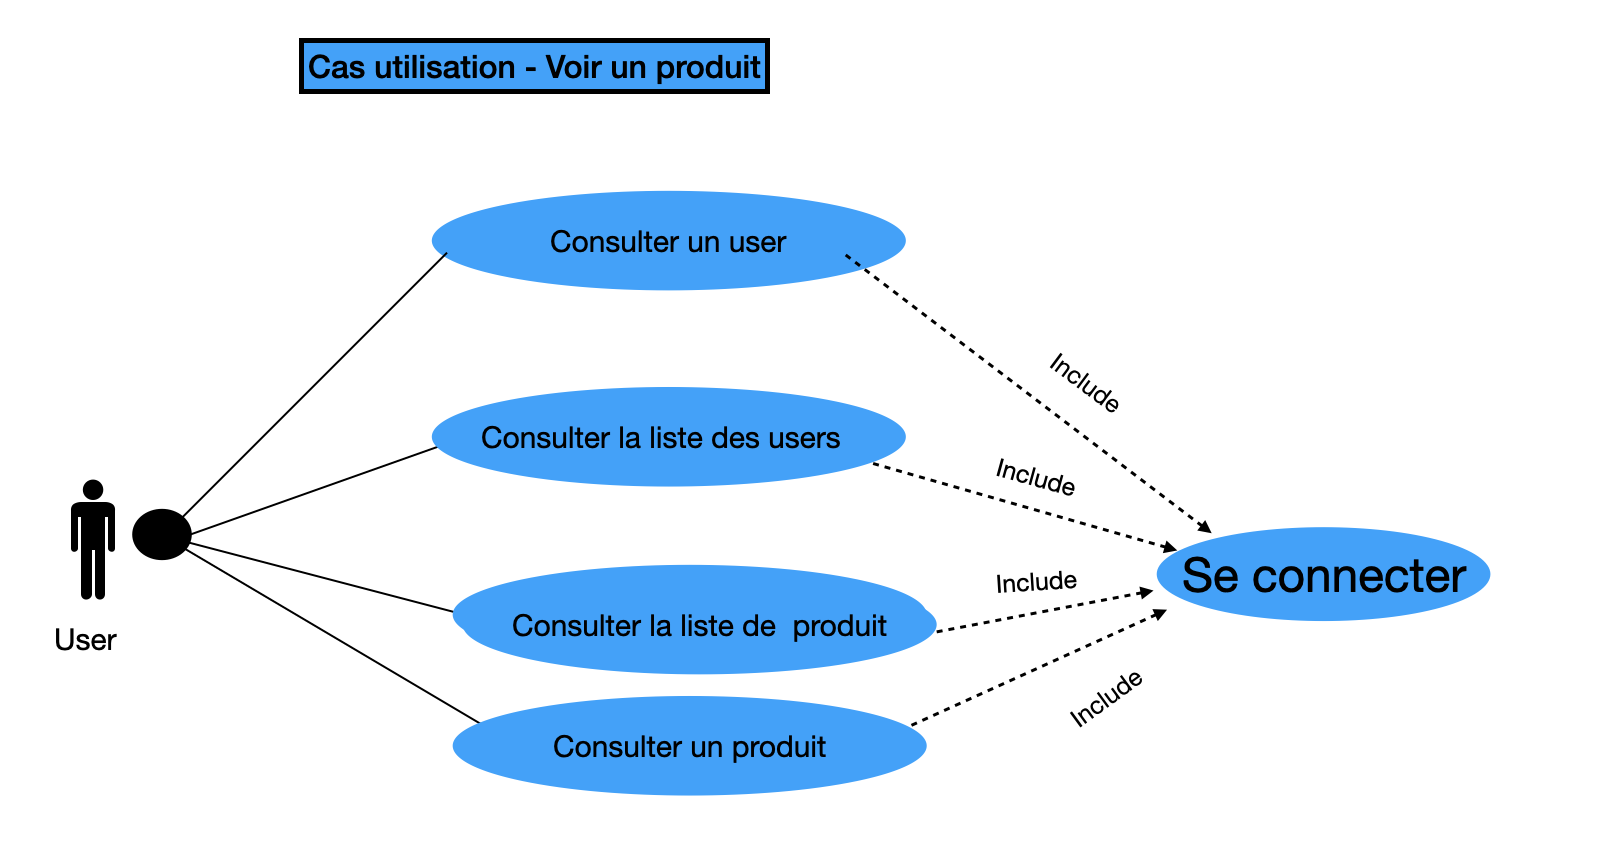 Cas utilisation - Voir un produit
Consulter un user
Include
Consulter la liste des users
Include
Se connecter
Include
Consulter la liste de  produit
User
Include
Consulter un produit